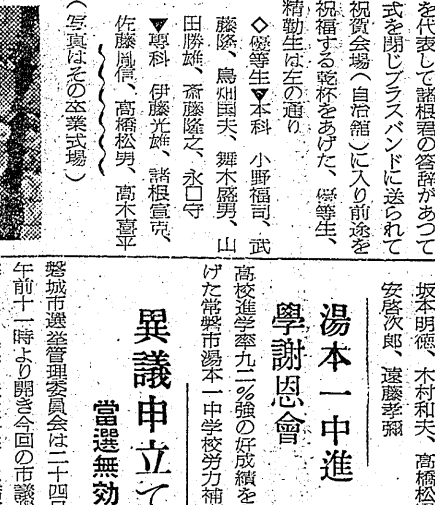 を代表して諸根君の答辞があつて
式を閉じブラスバンドに送られて
祝賀会場(自治舘)に入り前途を
祝福する乾杯をあげた、優等生、
精勤生は左の通り
◇優等生▼本科 小野福司、武
藤隆、鳥畑国夫、舞木盛男、山
田勝雄、斎藤隆之、永口守
▼専科 伊藤光雄、諸根宣克、
佐藤胤信、高橋松男、高木喜平
(写真はその卒業式場)
坂本明徳、木村和夫、高橋松
安啓次郎、遠藤孝彌
湯本一中進
學謝恩會
高校進学率九二%強の好成績を
げた常磐市湯本一中学校労力補
異議申立て
當選無効
磐城市選挙管理委員会は二十四日
午前十一時より開き今回の市議